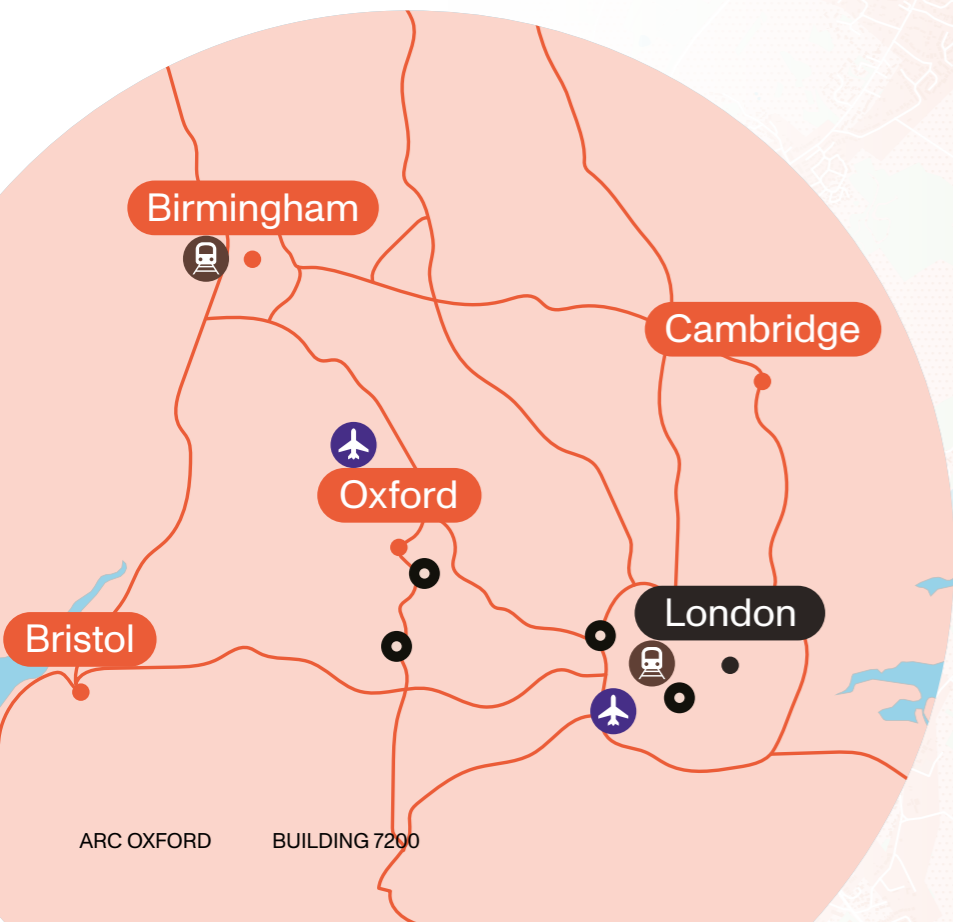 Birmingham
Cambridge
Oxford
London
Bristol
ARC OXFORD
BUILDING 7200